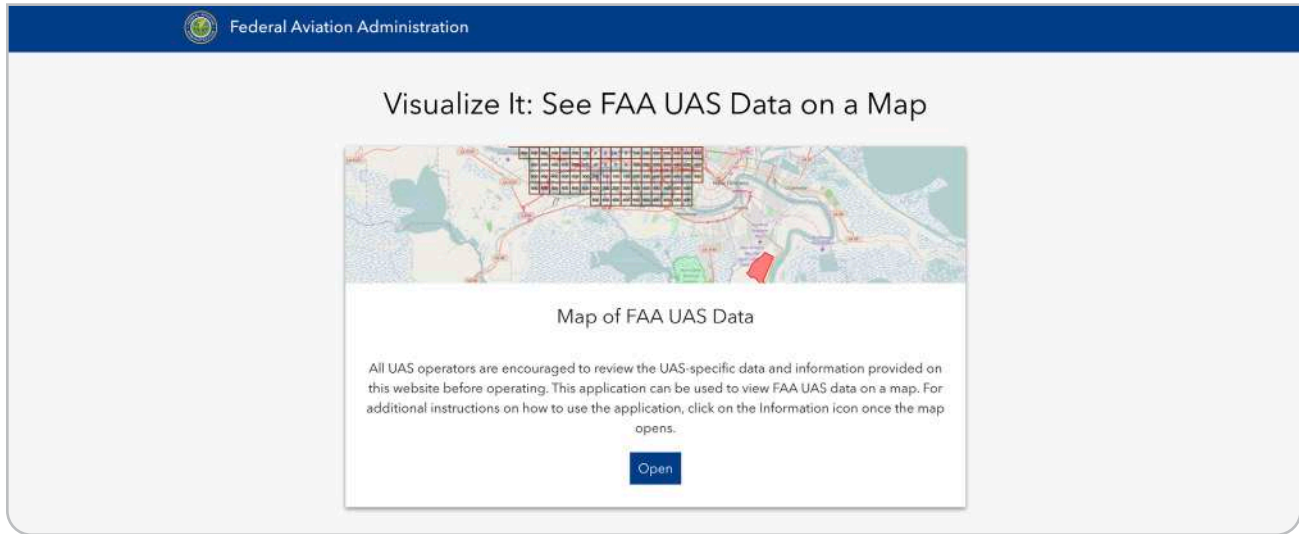 Federal Aviation Administration
Visualize It: See FAA UAS Data on a Map
Map of FAA UAS Data
All UAS operators are encouraged to review the UAS-specific data and information provided on
this website before operating. This application can be used to view FAA UAS data on a map. For
additional instructions on how to use the application, click on the Information icon once the map
opens.
Open